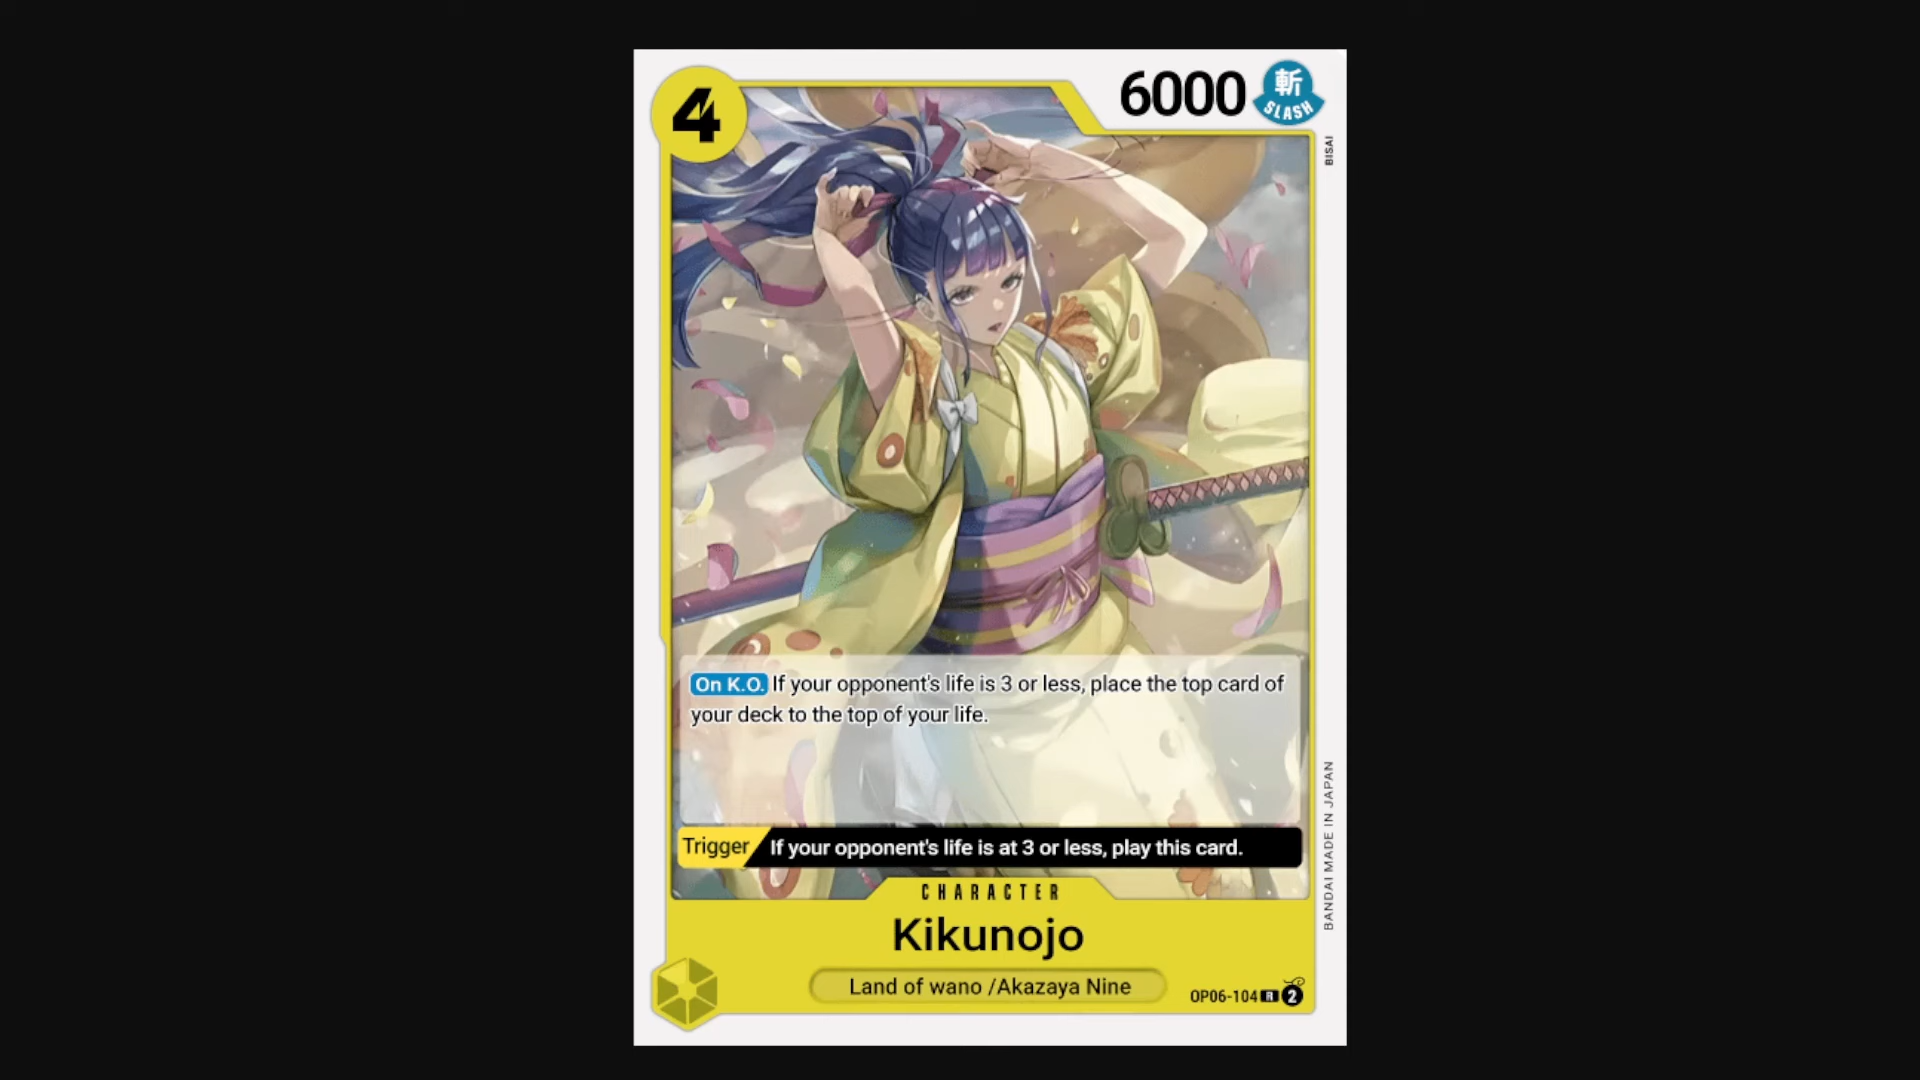 4
6000
斬
SLASH
BISAI
On K.O. If your opponent's life is 3 or less, place the top card of
your deck to the top of your life.
Trigger If your opponent's life is at 3 or less, play this card.
BANDAI MADE IN JAPAN
CHARACTER
Kikunojo
Land of wano /Akazaya Nine
OP06-104 R 2